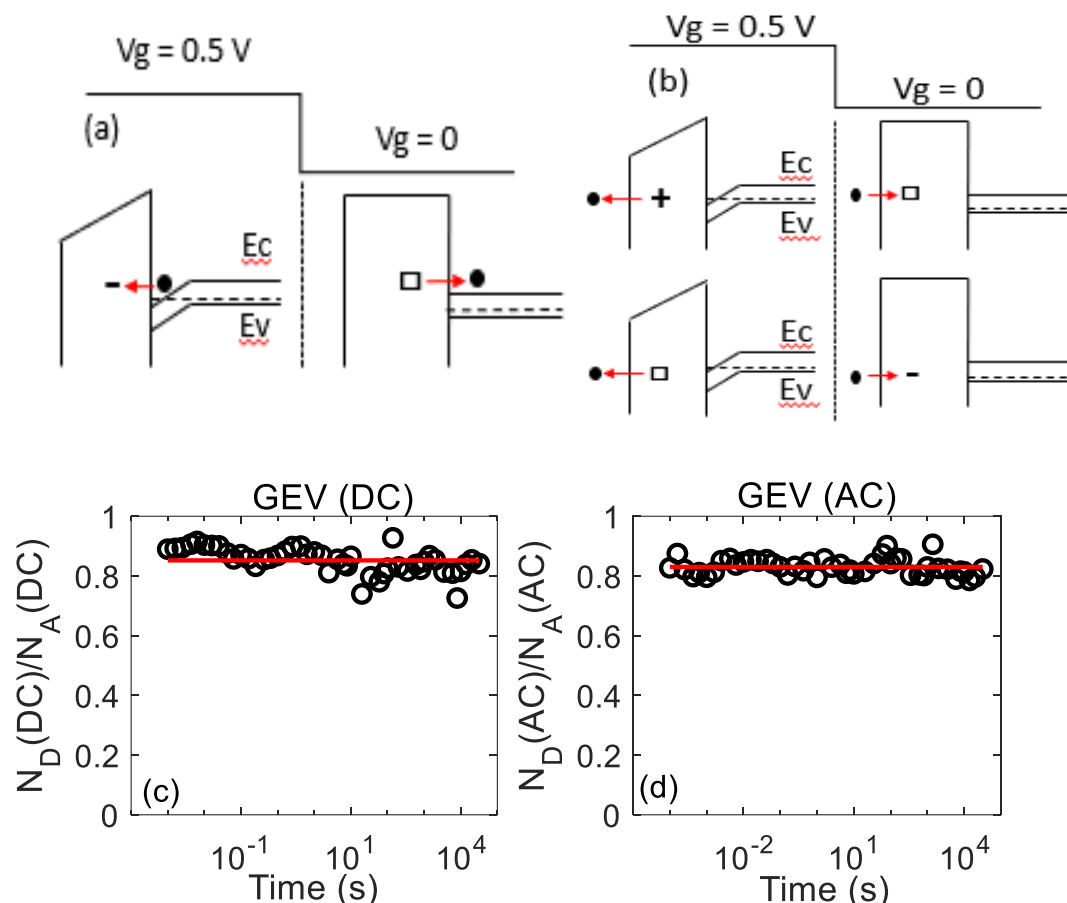 Vg = 0.5 V
(a)
Vg = 0
Ec
Ev
-
Vg = 0.5 V
(b)
Vg = 0
Ec
+
Ev
Ec
Ev
-
GEV (DC)
1
0.8
0.6
0.4
0.2
0
N_D(DC)/N_A(DC)
(c)
10^-1
10^1
10^4
Time (s)
GEV (AC)
1
0.8
0.6
0.4
0.2
0
N_D(AC)/N_A(AC)
(d)
10^-2
10^1
10^4
Time (s)